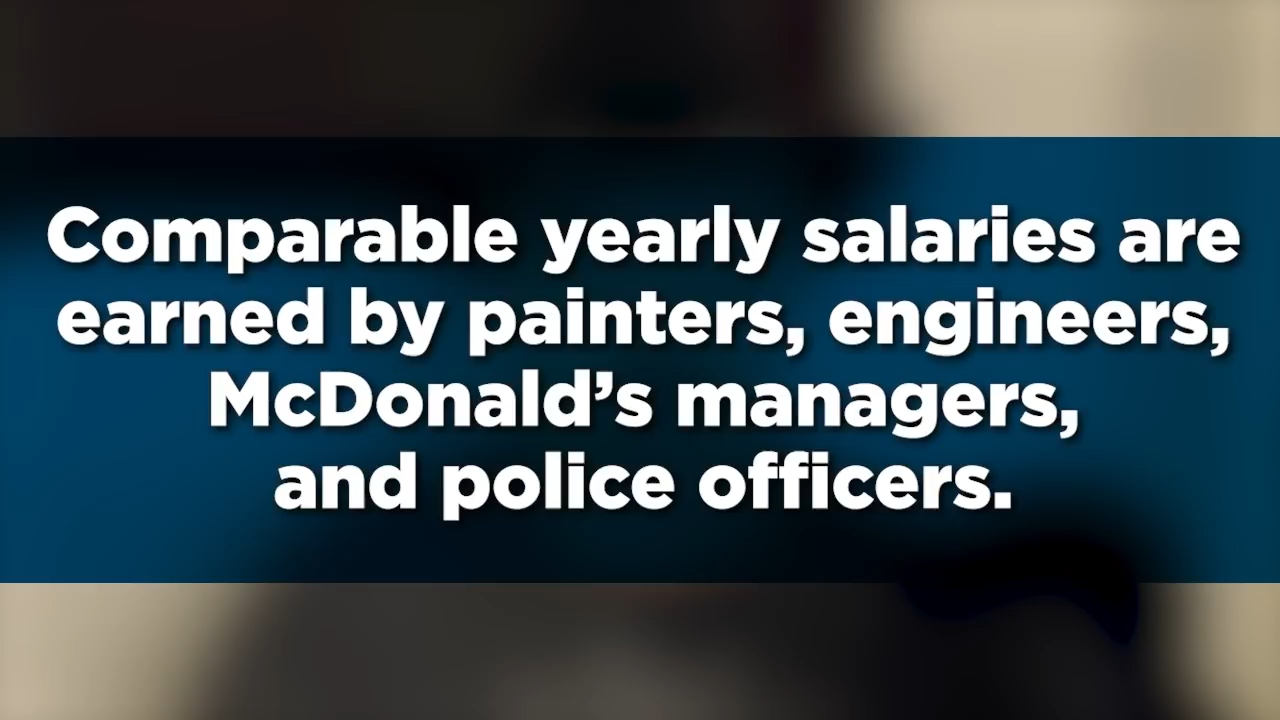 Comparable yearly salaries are
earned by painters, engineers,
McDonald’s managers,
and police officers.